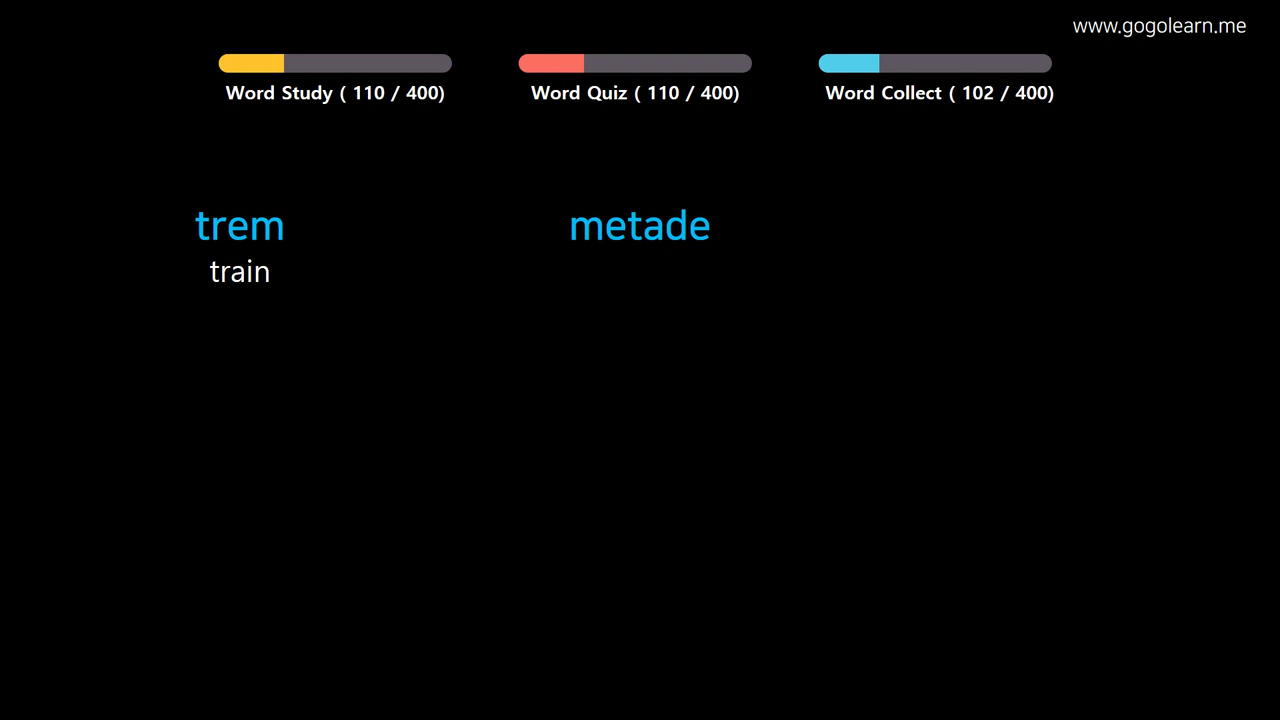 www.gogolearn.me
Word Study ( 110 / 400)
Word Quiz ( 110 / 400)
Word Collect ( 102 / 400)
trem
train
metade